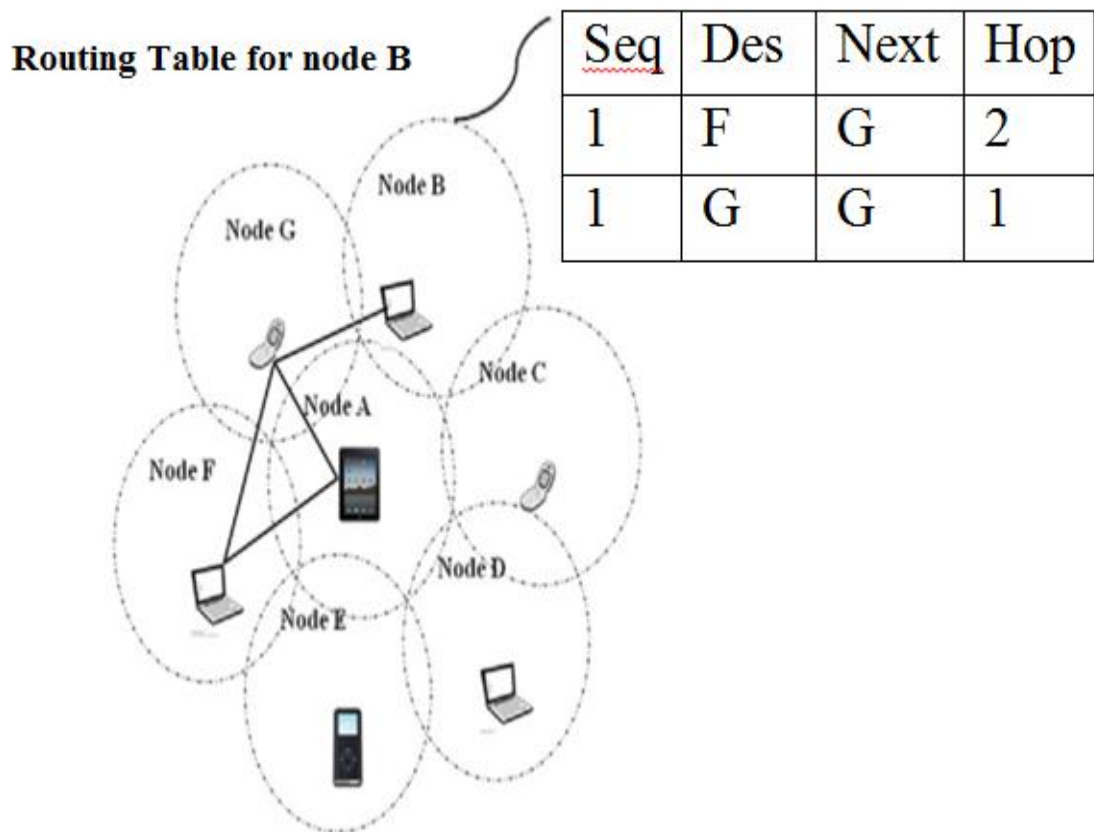 Routing Table for node B
Seq Des Next Hop
1 F G 2
1 G G 1
Node B
Node G
Node C
Node A
Node F
Node D
Node E